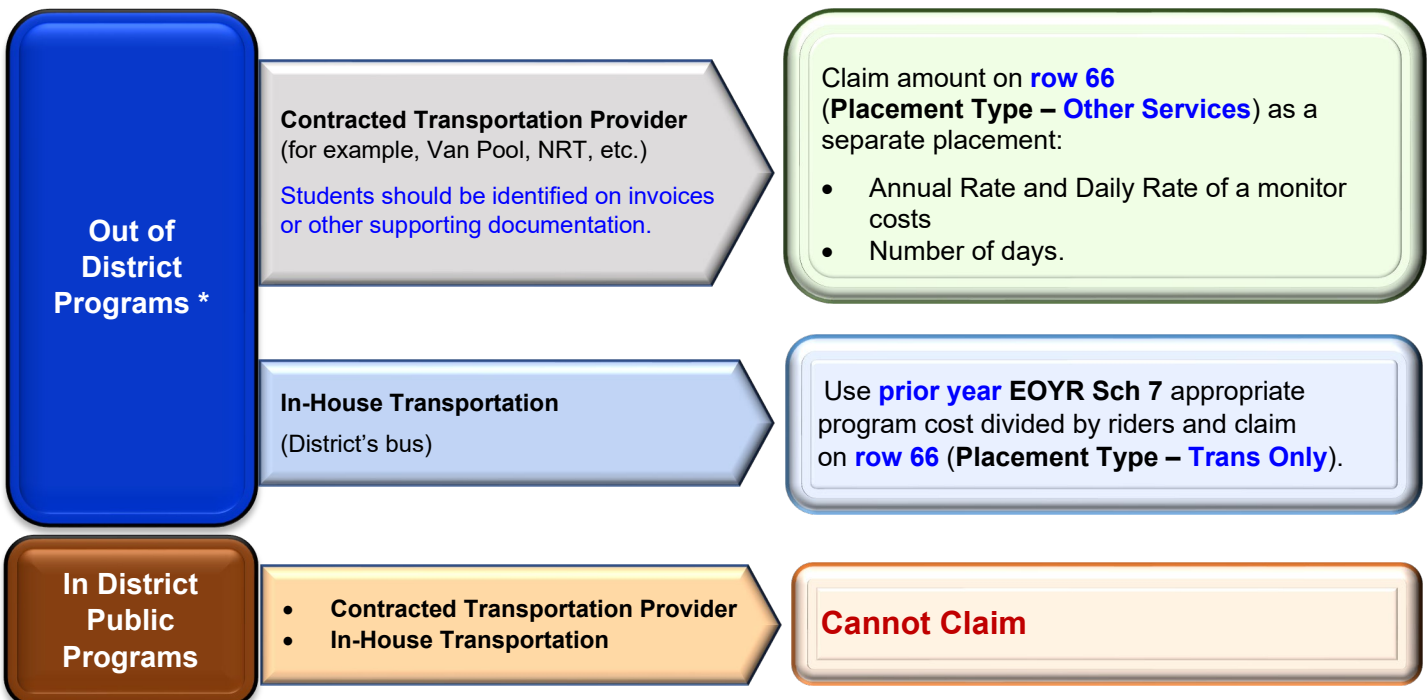 Out of
District
Programs *
Contracted Transportation Provider
(for example, Van Pool, NRT, etc.)
Students should be identified on invoices
or other supporting documentation.
Claim amount on row 66
(Placement Type – Other Services) as a
separate placement:
• Annual Rate and Daily Rate of a monitor
costs
• Number of days.
In-House Transportation
(District’s bus)
Use prior year EOYR Sch 7 appropriate
program cost divided by riders and claim
on row 66 (Placement Type – Trans Only).
In District
Public
Programs
• Contracted Transportation Provider
• In-House Transportation
Cannot Claim